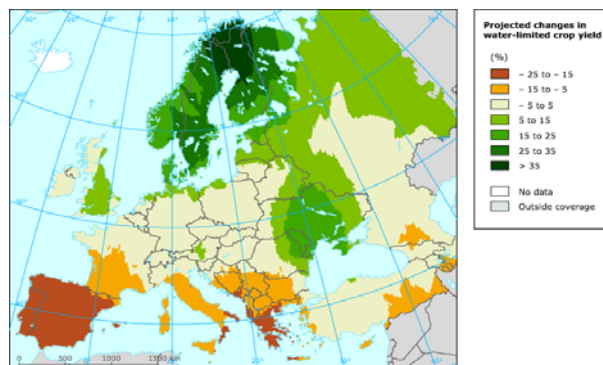 Projected changes in
water-limited crop yield
(%)
– 25 to – 15
– 15 to – 5
– 5 to 5
5 to 15
15 to 25
25 to 35
> 35
No data
Outside coverage
0 500 1000 1500 km